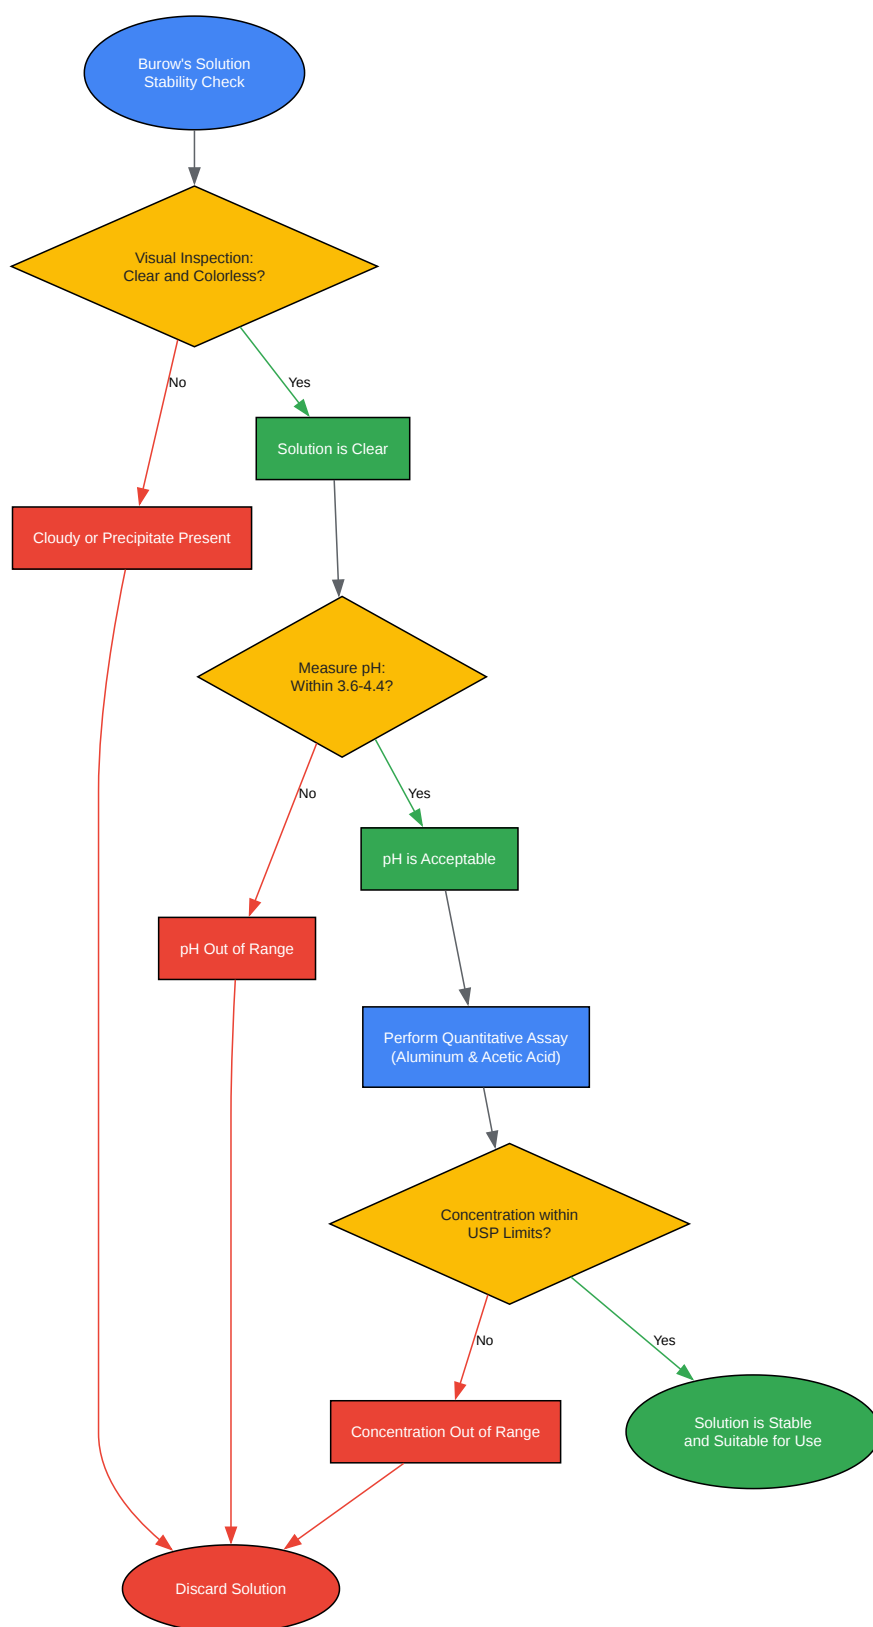 Burow's Solution
Stability Check
Visual Inspection:
Clear and Colorless?
No
Yes
Solution is Clear
Cloudy or Precipitate Present
Measure pH:
Within 3.6-4.4?
No
Yes
pH is Acceptable
pH Out of Range
Perform Quantitative Assay
(Aluminum & Acetic Acid)
Concentration within
USP Limits?
No
Yes
Concentration Out of Range
Solution is Stable
and Suitable for Use
Discard Solution